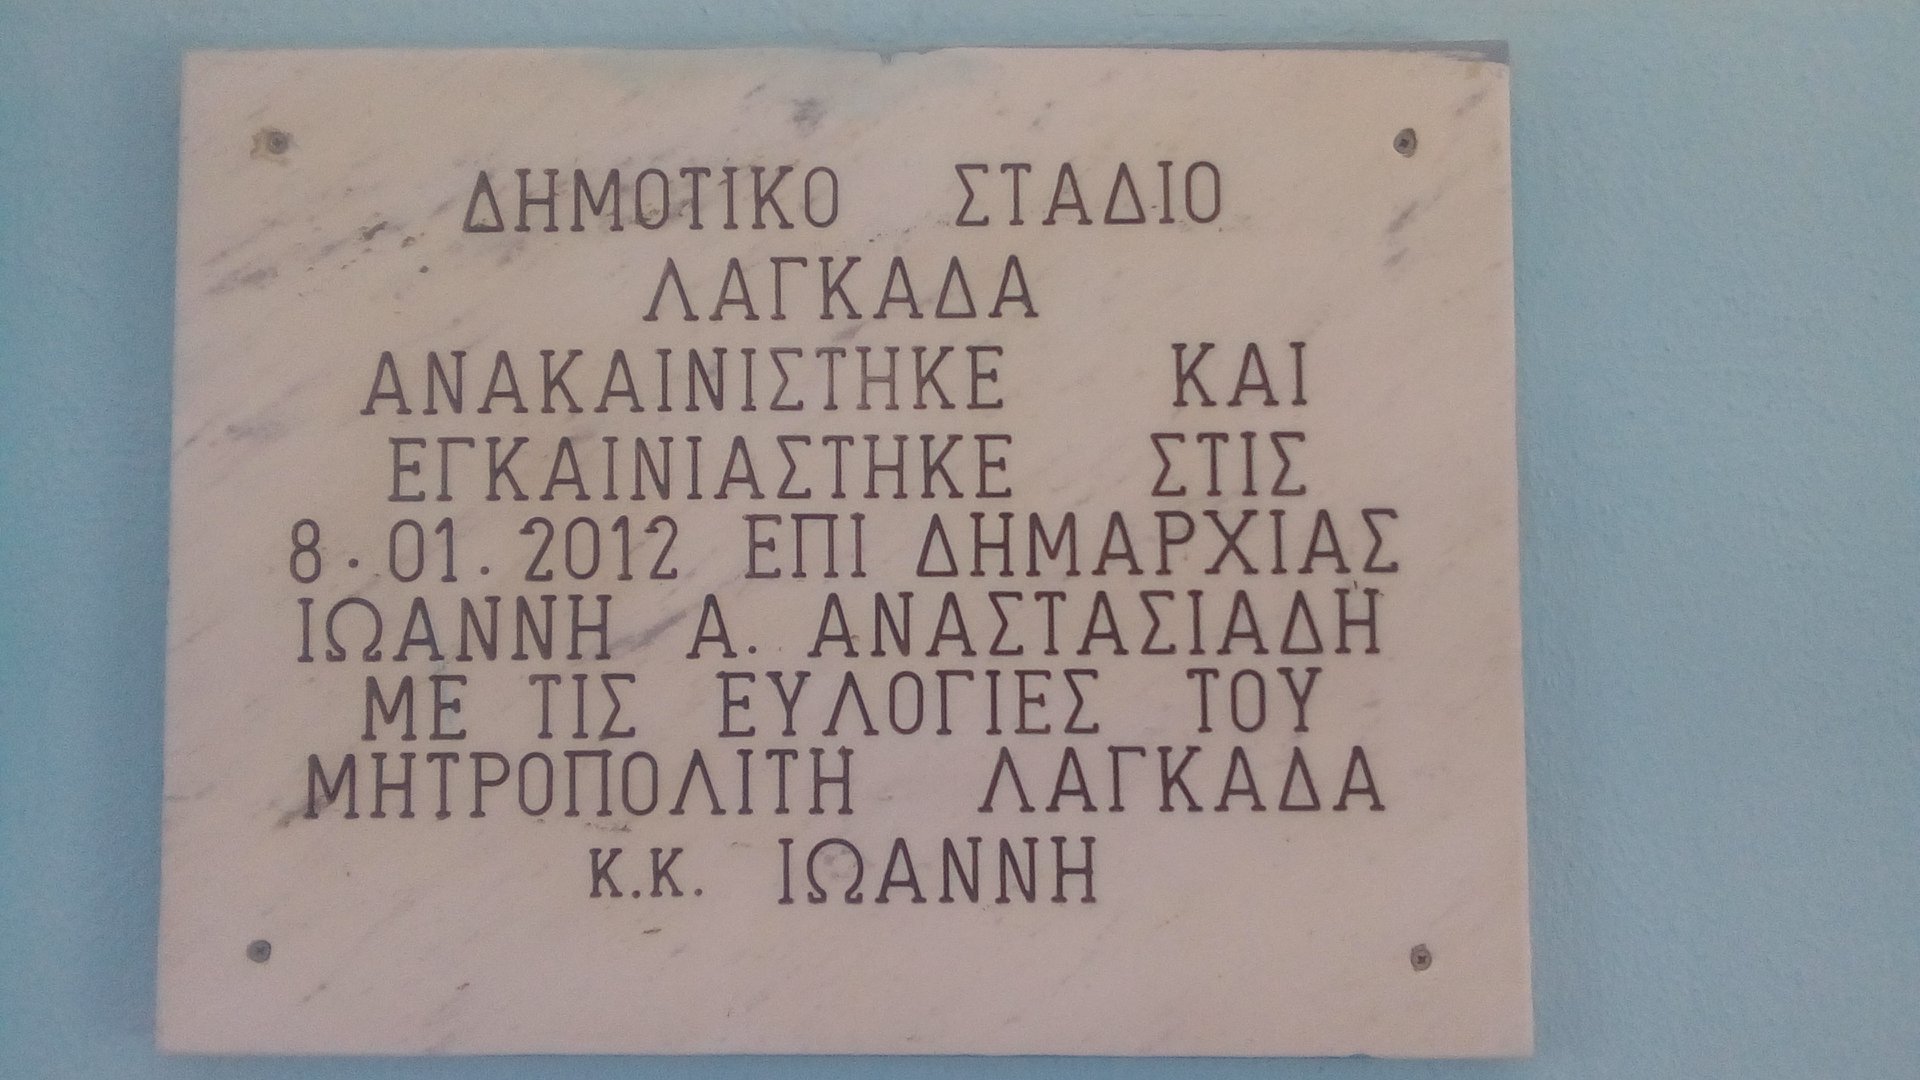 ΔΗΜΟΤΙΚΟ ΣΤΑΔΙΟ
ΛΑΓΚΑΔΑ
ΑΝΑΚΑΙΝΙΣΤΗΚΕ ΚΑΙ
ΕΓΚΑΙΝΙΑΣΤΗΚΕ ΣΤΙΣ
8.01.2012 ΕΠΙ ΔΗΜΑΡΧΙΑΣ
ΙΩΑΝΝΗ Α. ΑΝΑΣΤΑΣΙΑΔΗ
ΜΕ ΤΙΣ ΕΥΛΟΓΙΕΣ ΤΟΥ
ΜΗΤΡΟΠΟΛΙΤΗ ΛΑΓΚΑΔΑ
Κ.Κ. ΙΩΑΝΝΗ